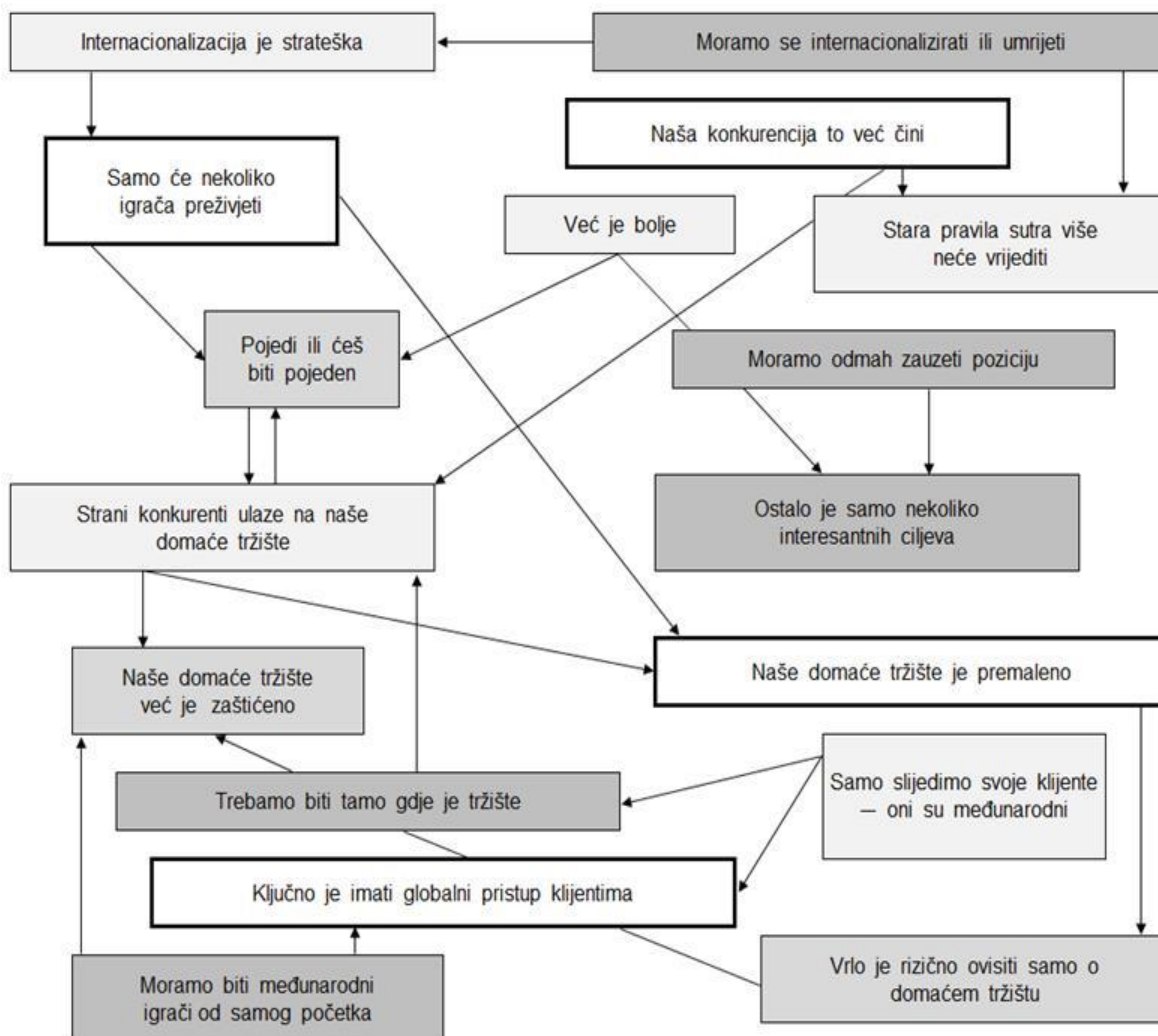 Internacionalizacija je strateška
Moramo se internacionalizirati ili umrijeti
Naša konkurencija to već čini
Samo će nekoliko
igrača preživjeti
Već je bolje
Stara pravila sutra više
neće vrijediti
Pojedi ili ćeš
biti pojeden
Moramo odmah zauzeti poziciju
Strani konkurenti ulaze na naše
domaće tržište
Ostalo je samo nekoliko
interesantnih ciljeva
Naše domaće tržište
već je zaštićeno
Naše domaće tržište je premaleno
Trebamo biti tamo gdje je tržište
Samo slijedimo svoje klijente
– oni su međunarodni
Ključno je imati globalni pristup klijentima
Moramo biti međunarodni
igrači od samog početka
Vrlo je rizično ovisiti samo o
domaćem tržištu